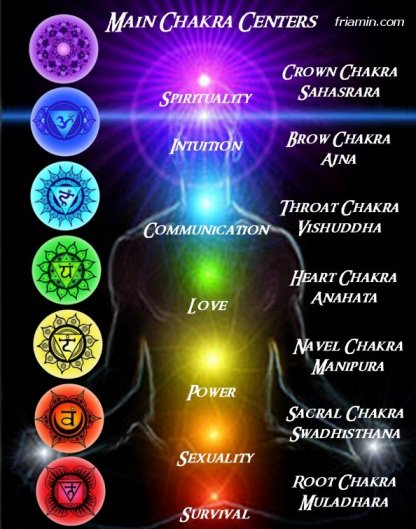 Main Chakra Centers
friamin.com
Crown Chakra
Sahasrara
Spirituality
Brow Chakra
Ajna
Intuition
ॐ
Throat Chakra
Vishuddha
Communication
Heart Chakra
Anahata
यं
Love
Navel Chakra
Manipura
रं
Power
Sacral Chakra
Swadhisthana
वं
Sexuality
Root Chakra
Muladhara
Survival